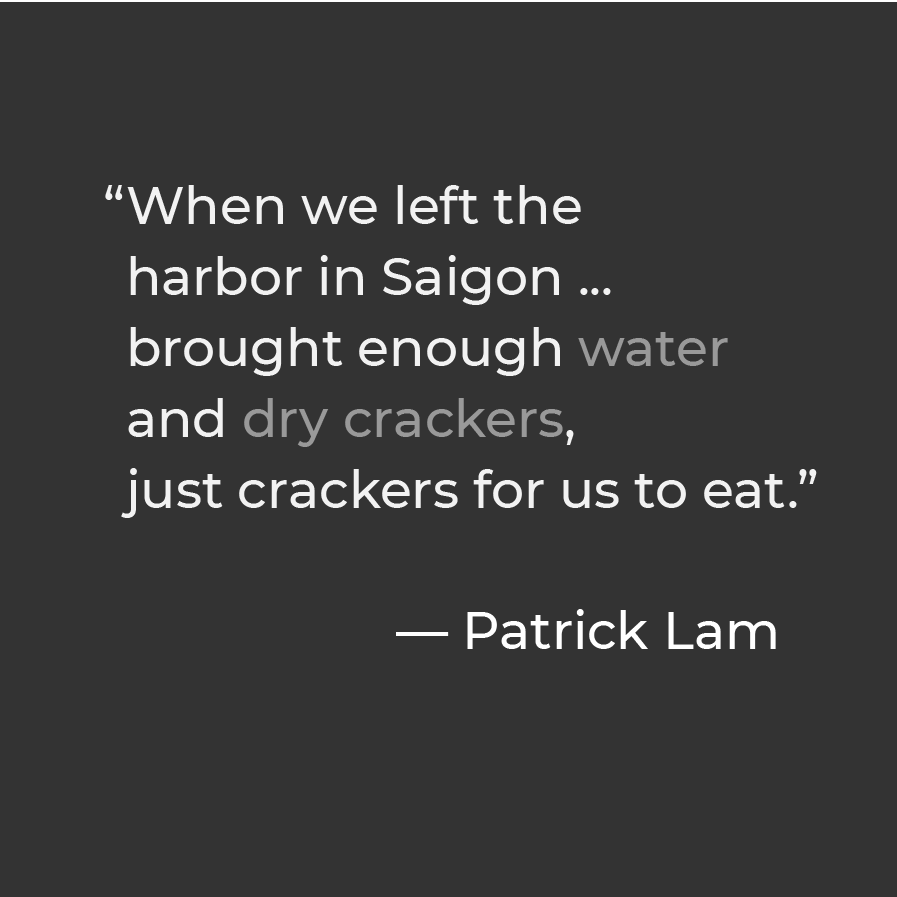 “When we left the
harbor in Saigon ...
brought enough water
and dry crackers,
just crackers for us to eat.”
— Patrick Lam